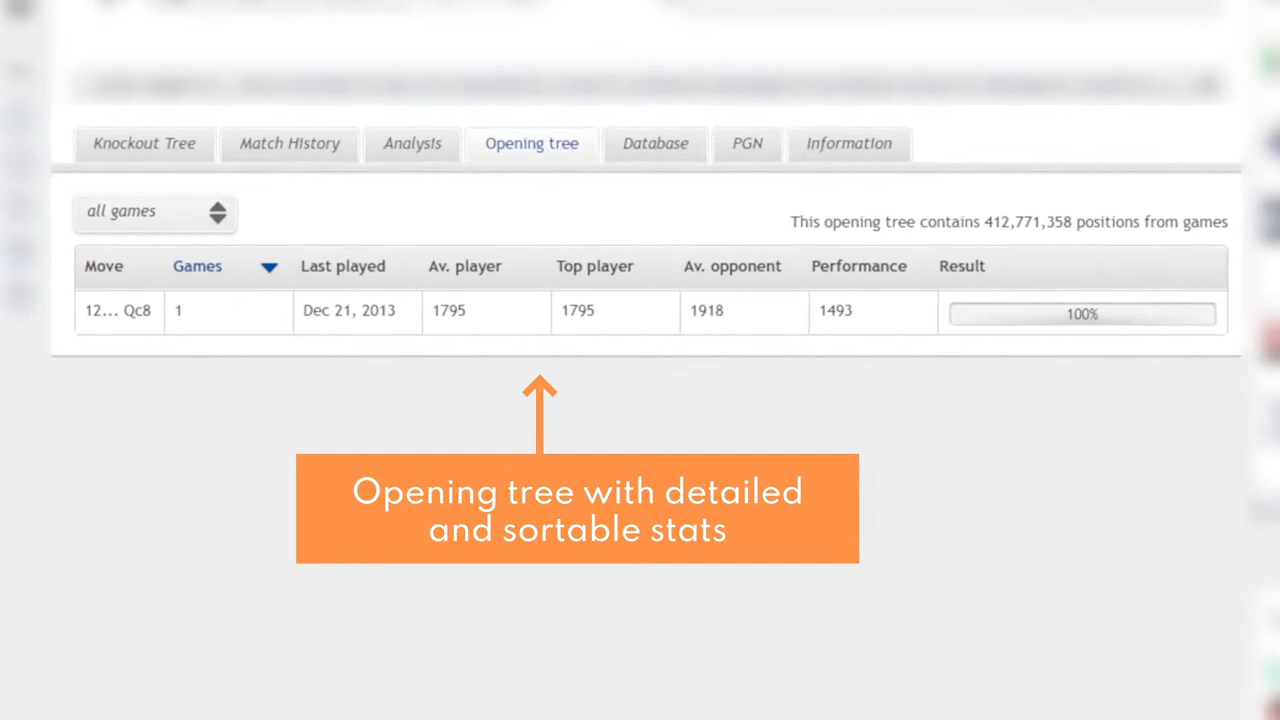 Knockout Tree Match History Analysis Opening tree Database PGN Information
all games
This opening tree contains 412,771,358 positions from games
Move Games Last played Av. player Top player Av. opponent Performance Result
12... Qc8 1 Dec 21, 2013 1795 1795 1918 1493 100%
Opening tree with detailed
and sortable stats